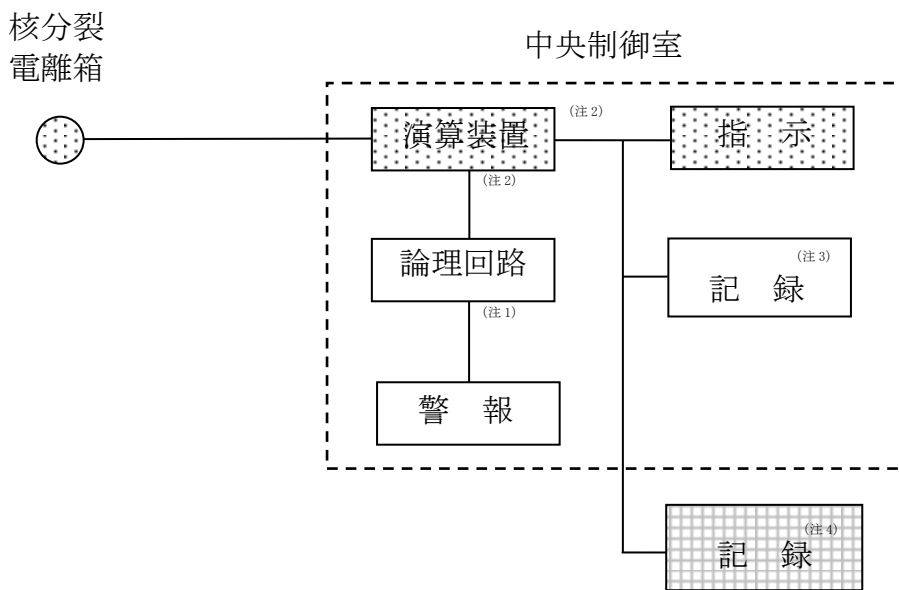 核分裂
電離箱
中央制御室
演算装置
(注2)
指 示
(注2)
論理回路
(注3)
記 録
(注1)
警 報
(注4)
記 録